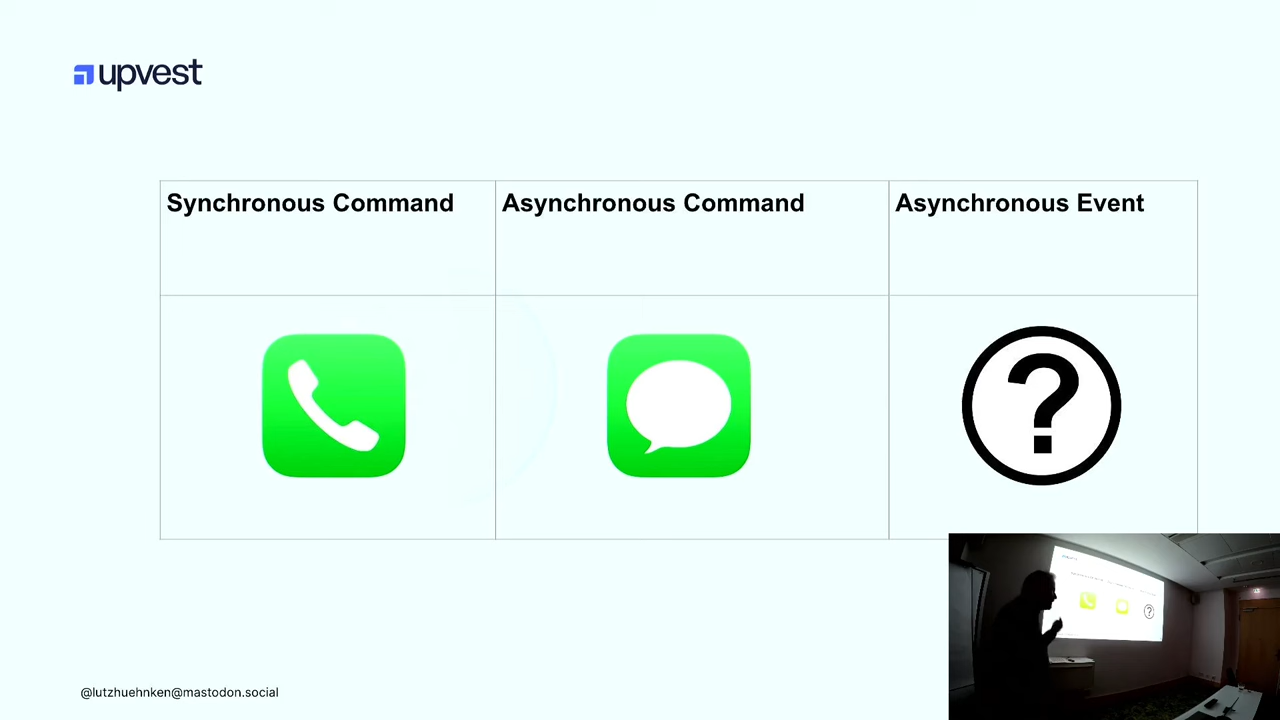 upvest
Synchronous Command
Asynchronous Command
Asynchronous Event
?
@lutzhuehnken@mastodon.social